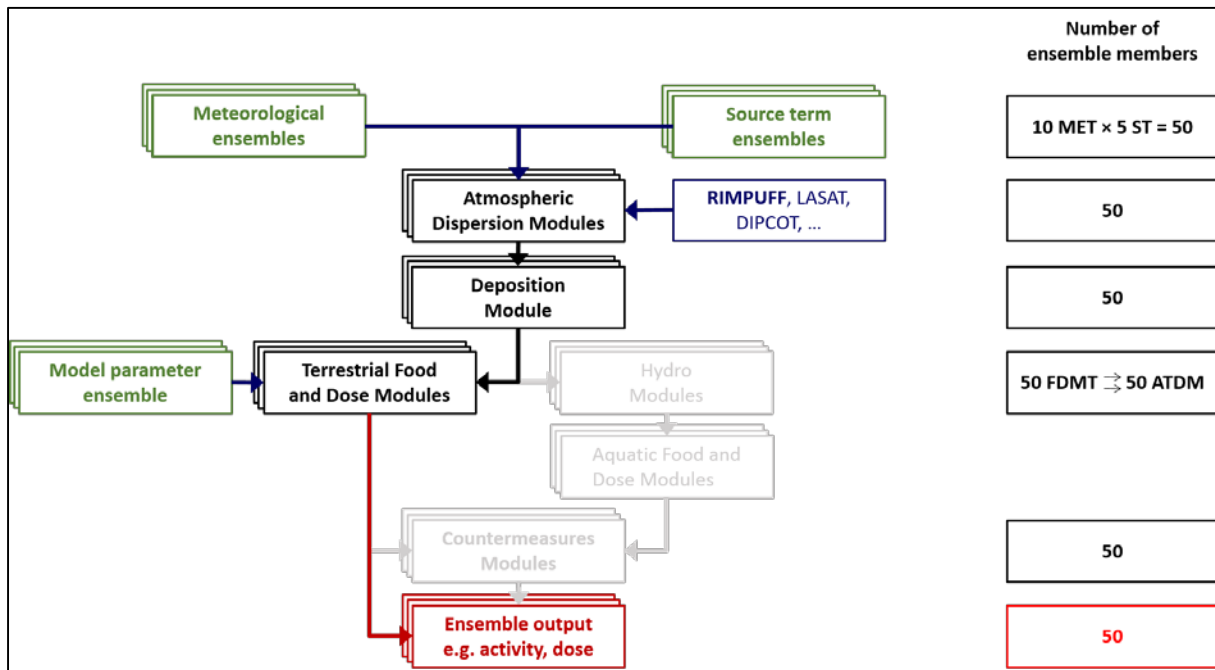 Number of
ensemble members
Meteorological
ensembles
Source term
ensembles
10 MET × 5 ST = 50
Atmospheric
Dispersion Modules
RIMPUFF, LASAT,
DIPCOT, ...
50
Deposition
Module
50
Model parameter
ensemble
Terrestrial Food
and Dose Modules
Hydro
Modules
50 FDMT ⇉ 50 ATDM
Aquatic Food and
Dose Modules
Countermeasures
Modules
50
Ensemble output
e.g. activity, dose
50